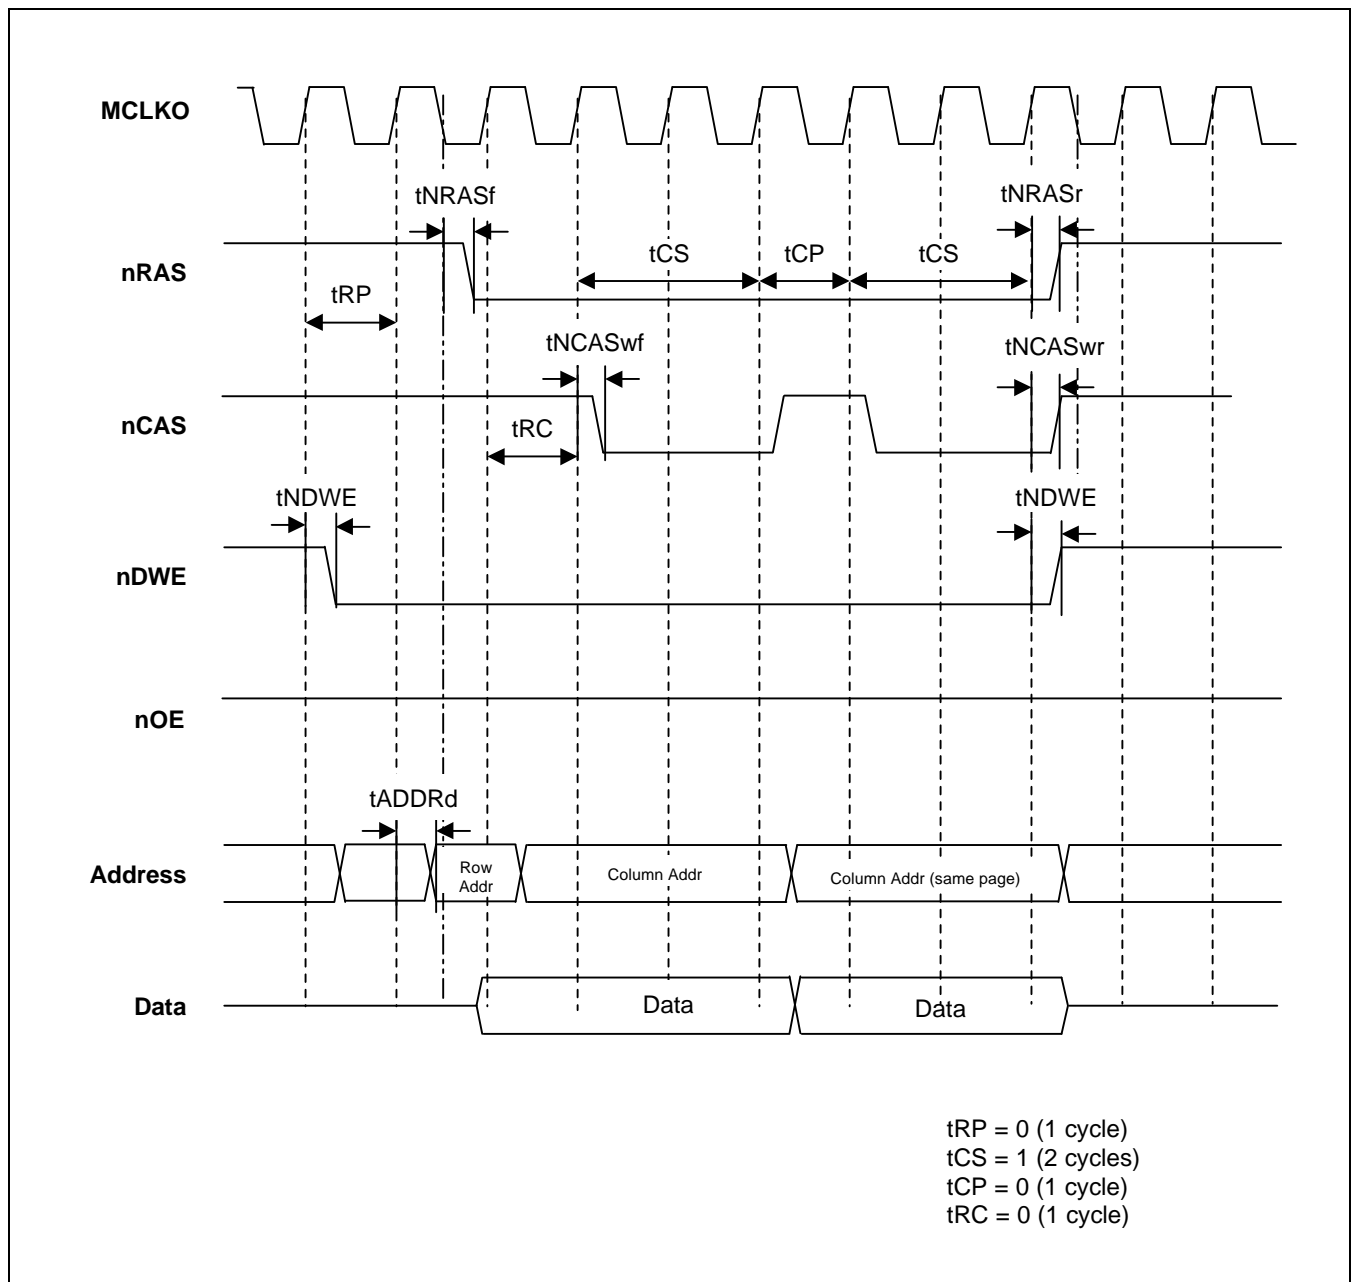 MCLKO
tNRASf
tNRASr
nRAS
tCS
tCP
tCS
tRP
tNCASwf
tNCASwr
nCAS
tRC
tNDWE
tNDWE
nDWE
nOE
tADDRd
Address
Row
Addr
Column Addr
Column Addr (same page)
Data
Data
Data
tRP = 0 (1 cycle)
tCS = 1 (2 cycles)
tCP = 0 (1 cycle)
tRC = 0 (1 cycle)